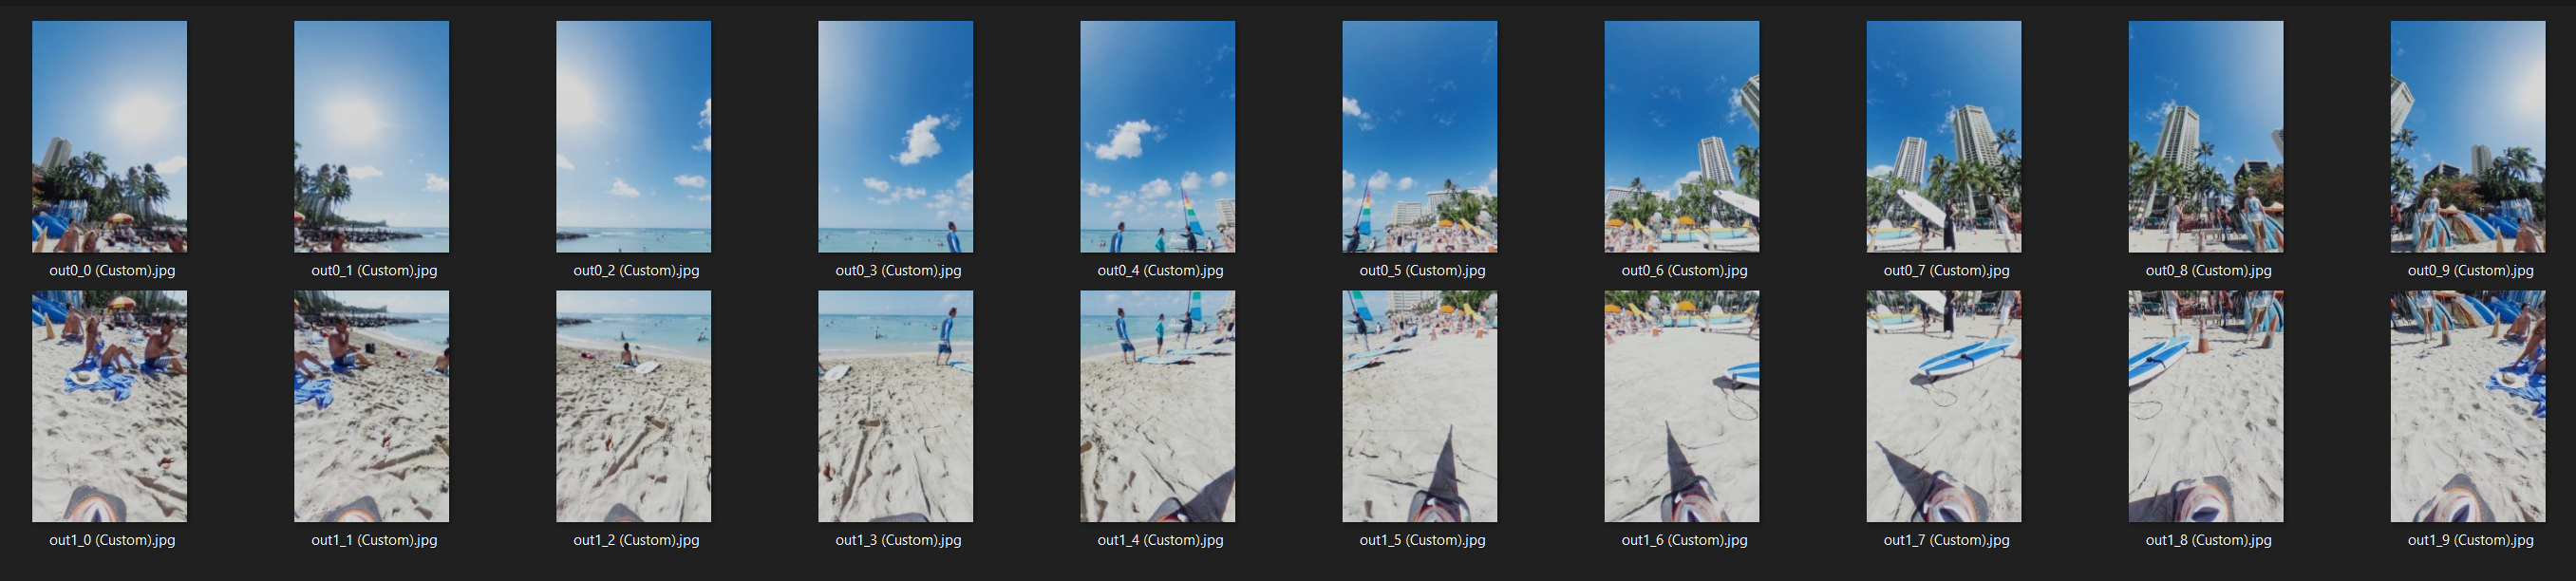 out0_0 (Custom).jpg
out0_1 (Custom).jpg
out0_2 (Custom).jpg
out0_3 (Custom).jpg
out0_4 (Custom).jpg
out0_5 (Custom).jpg
out0_6 (Custom).jpg
out0_7 (Custom).jpg
out0_8 (Custom).jpg
out0_9 (Custom).jpg
out1_0 (Custom).jpg
out1_1 (Custom).jpg
out1_2 (Custom).jpg
out1_3 (Custom).jpg
out1_4 (Custom).jpg
out1_5 (Custom).jpg
out1_6 (Custom).jpg
out1_7 (Custom).jpg
out1_8 (Custom).jpg
out1_9 (Custom).jpg